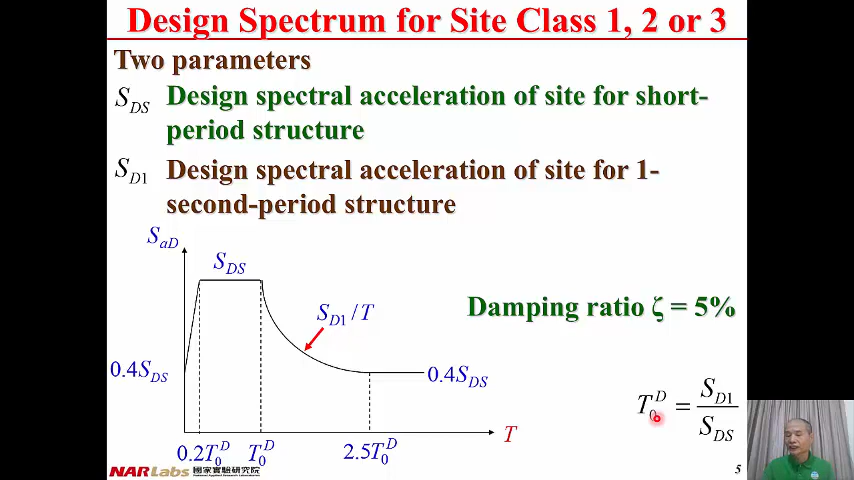 Design Spectrum for Site Class 1, 2 or 3
Two parameters
S_DS Design spectral acceleration of site for short-
period structure
S_D1 Design spectral acceleration of site for 1-
second-period structure
S_aD
S_DS
S_D1 / T
Damping ratio ζ = 5%
0.4S_DS
0.4S_DS
T_0^D = S_D1 / S_DS
T
0.2T_0^D T_0^D 2.5T_0^D
NARLabs 國家實驗研究院
5